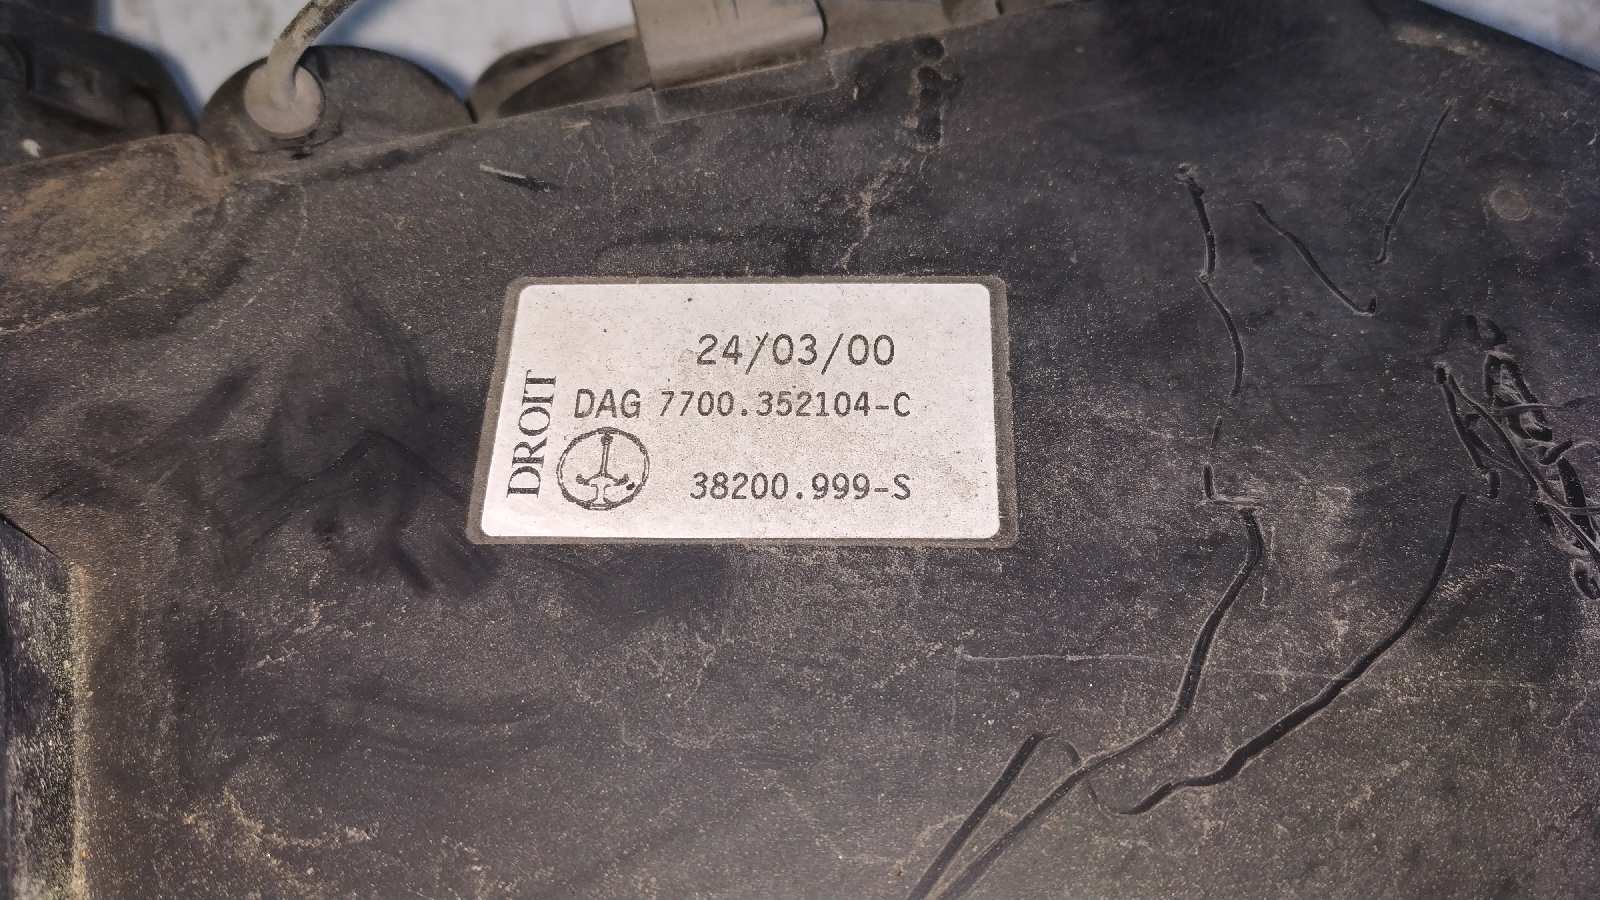 24/03/00
DAG 7700.352104-C
DROIT
38200.999-S